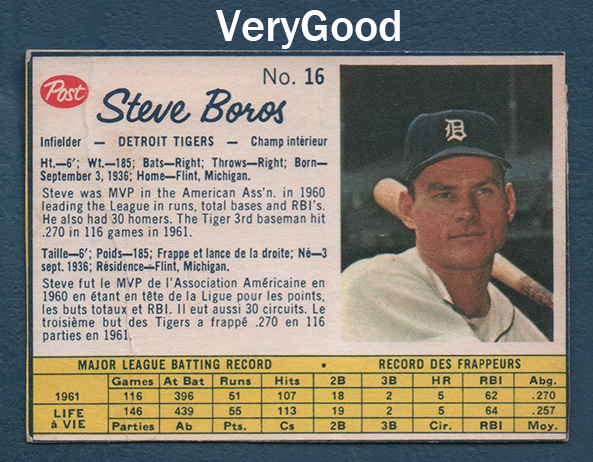 VeryGood
Post
No. 16
Steve Boros
Infielder — DETROIT TIGERS — Champ intérieur
Ht.—6'; Wt.—185; Bats—Right; Throws—Right; Born—
September 3, 1936; Home—Flint, Michigan.
Steve was MVP in the American Ass'n. in 1960
leading the League in runs, total bases and RBI's.
He also had 30 homers. The Tiger 3rd baseman hit
.270 in 116 games in 1961.
Taille—6'; Poids—185; Frappe et lance de la droite; Né—3
sept. 1936; Résidence—Flint, Michigan.
Steve fut le MVP de l'Association Américaine en
1960 en étant en tête de la Ligue pour les points,
les buts totaux et RBI. Il eut aussi 30 circuits. Le
troisième but des Tigers a frappé .270 en 116
parties en 1961.
MAJOR LEAGUE BATTING RECORD • RECORD DES FRAPPEURS
Games At Bat Runs Hits 2B 3B HR RBI Abg.
1961 116 396 51 107 18 2 5 62 .270
LIFE 146 439 55 113 19 2 5 64 .257
à VIE Parties Ab Pts. Cs 2B 3B Cir. RBI Moy.